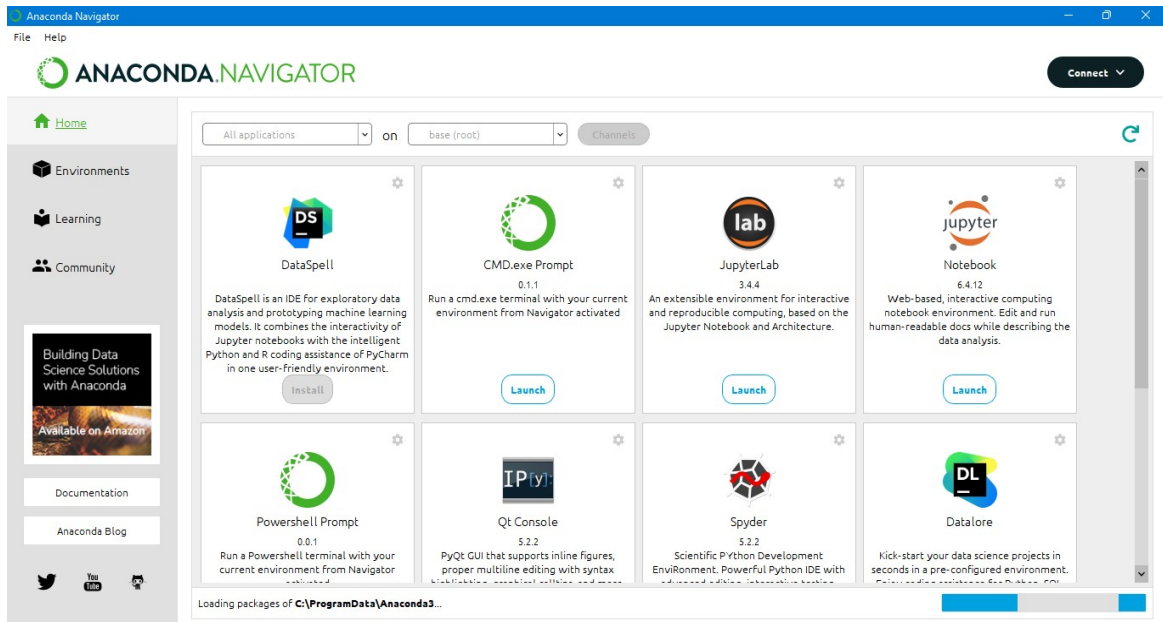 Anaconda Navigator
File Help
ANACONDA.NAVIGATOR
Connect
Home
Environments
Learning
Community
Building Data
Science Solutions
with Anaconda
Available on Amazon
Documentation
Anaconda Blog
You
Tube
All applications on base (root) Channels
DS
DataSpell
DataSpell is an IDE for exploratory data
analysis and prototyping machine learning
models. It combines the interactivity of
Jupyter notebooks with the intelligent
Python and R coding assistance of PyCharm
in one user-friendly environment.
Install
CMD.exe Prompt
0.1.1
Run a cmd.exe terminal with your current
environment from Navigator activated
Launch
lab
JupyterLab
3.4.4
An extensible environment for interactive
and reproducible computing, based on the
Jupyter Notebook and Architecture.
Launch
jupyter
Notebook
6.4.12
Web-based, interactive computing
notebook environment. Edit and run
human-readable docs while describing the
data analysis.
Launch
Powershell Prompt
0.0.1
Run a Powershell terminal with your
current environment from Navigator
IP[y]:
Qt Console
5.2.2
PyQt GUI that supports inline figures,
proper multiline editing with syntax
Spyder
5.2.2
Scientific PYthon Development
EnviRonment. Powerful Python IDE with
DL
Datalore
Kick-start your data science projects in
seconds in a pre-configured environment.
Loading packages of C:\ProgramData\Anaconda3...